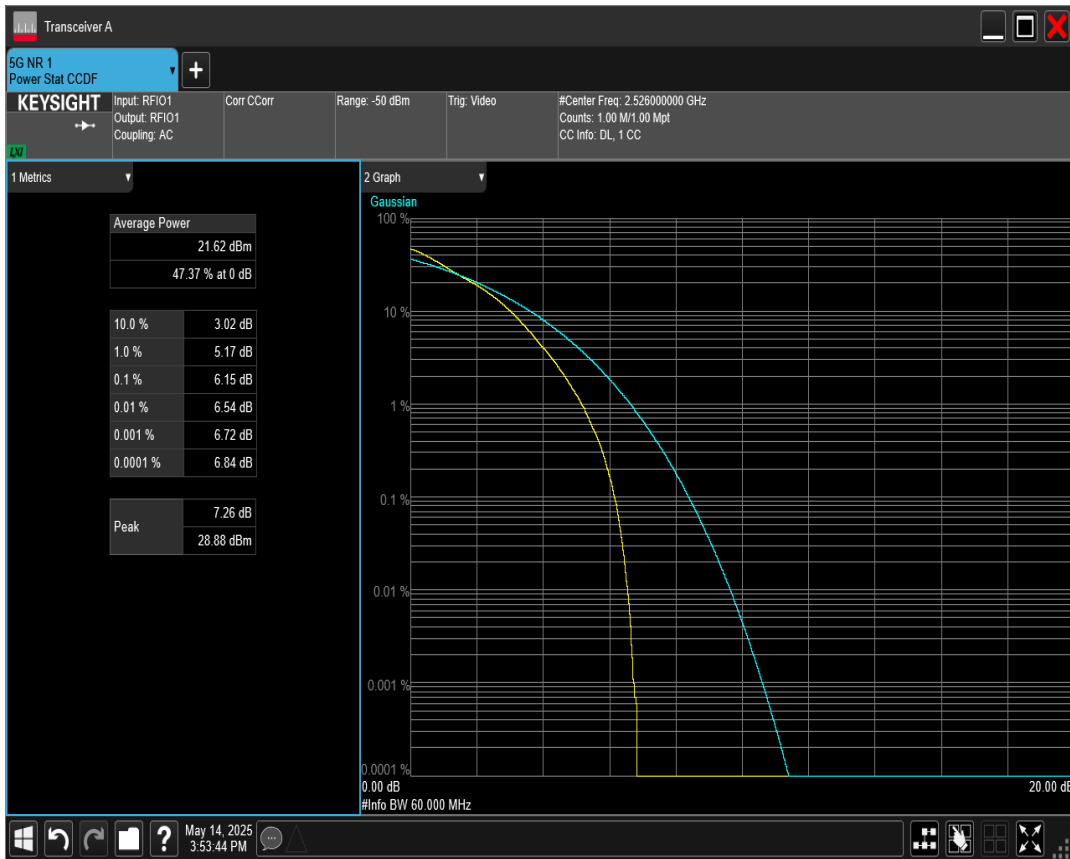 Transceiver A
5G NR 1
Power Stat CCDF
KEYSIGHT
LXI
Input: RFIO1
Output: RFIO1
Coupling: AC
Corr CCorr
Range: -50 dBm
Trig: Video
#Center Freq: 2.526000000 GHz
Counts: 1.00 M/1.00 Mpt
CC Info: DL, 1 CC
1 Metrics
Average Power
21.62 dBm
47.37 % at 0 dB
10.0 % 3.02 dB
1.0 % 5.17 dB
0.1 % 6.15 dB
0.01 % 6.54 dB
0.001 % 6.72 dB
0.0001 % 6.84 dB
Peak 7.26 dB
28.88 dBm
2 Graph
Gaussian
100 %
10 %
1 %
0.1 %
0.01 %
0.001 %
0.0001 %
0.00 dB 20.00 dB
#Info BW 60.000 MHz
? May 14, 2025
3:53:44 PM